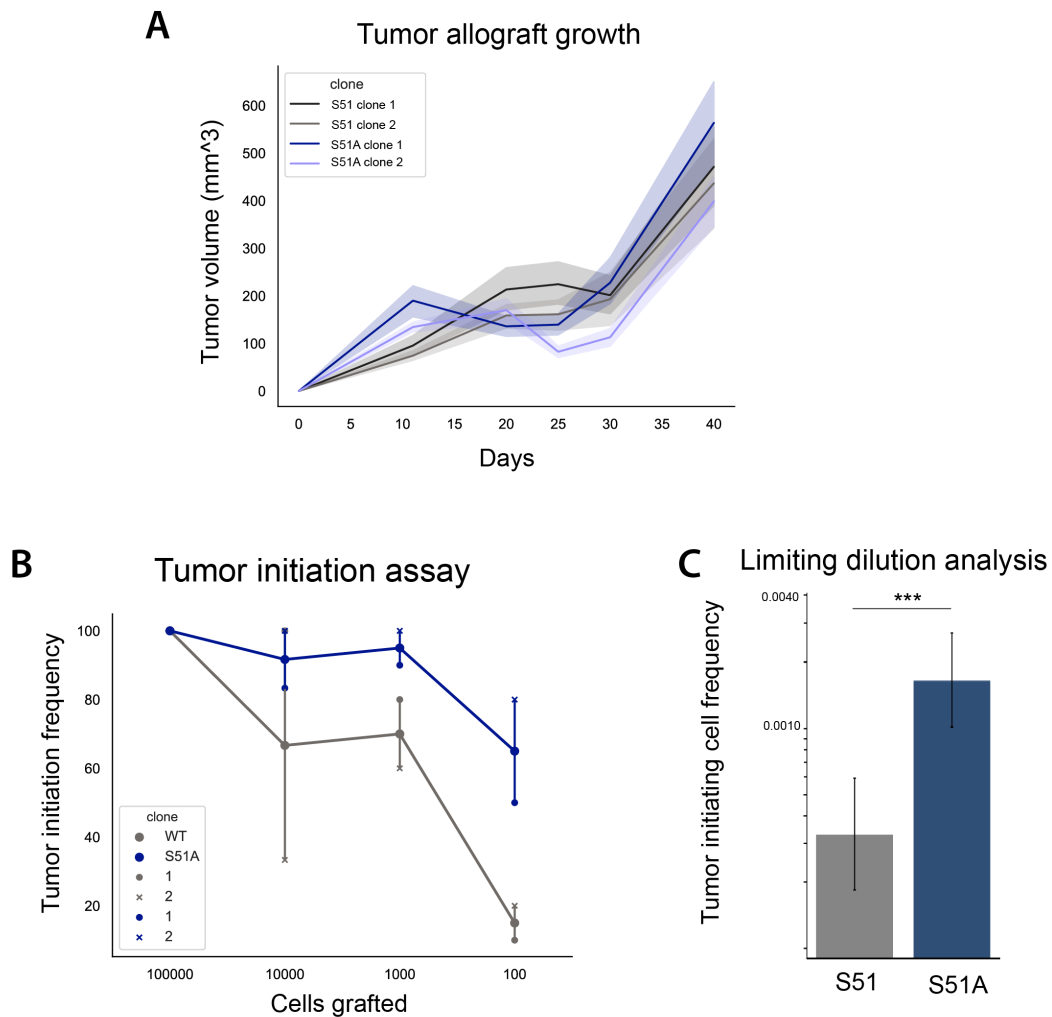 A
Tumor allograft growth
clone
S51 clone 1
S51 clone 2
S51A clone 1
S51A clone 2
Tumor volume (mm^3)
600
500
400
300
200
100
0
0 5 10 15 20 25 30 35 40
Days
B
Tumor initiation assay
Tumor initiation frequency
100
80
60
40
20
clone
WT
S51A
1
2
1
2
100000 10000 1000 100
Cells grafted
C
Limiting dilution analysis
Tumor initiating cell frequency
0.0040
0.0010
***
S51 S51A